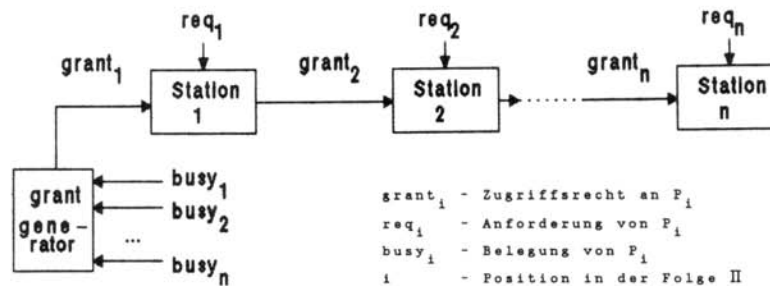 req1
req2
reqn
grant1
grant2
grantn
Station
1
Station
2
......
Station
n
grant
gene-
rator
busy1
busy2
...
busyn
granti - Zugriffsrecht an Pi
reqi - Anforderung von Pi
busyi - Belegung von Pi
i - Position in der Folge Π